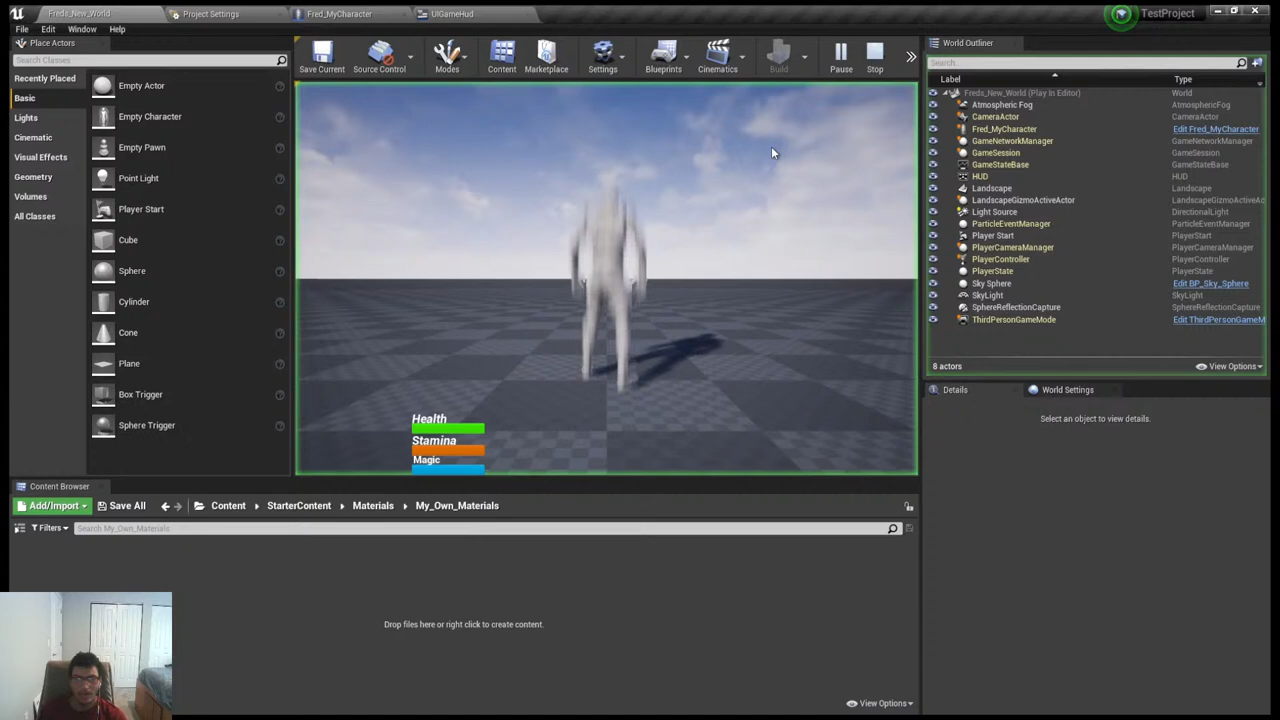 Freds_New_World
Project Settings
Fred_MyCharacter
UIGameHud
TestProject
File Edit Window Help
Place Actors
Search Classes
Recently Placed
Basic
Lights
Cinematic
Visual Effects
Geometry
Volumes
All Classes
Empty Actor
Empty Character
Empty Pawn
Point Light
Player Start
Cube
Sphere
Cylinder
Cone
Plane
Box Trigger
Sphere Trigger
Save Current
Source Control
Modes
Content
Marketplace
Settings
Blueprints
Cinematics
Build
Pause
Stop
Health
Stamina
Magic
World Outliner
Search...
Label Type
Freds_New_World (Play In Editor) World
Atmospheric Fog AtmosphericFog
CameraActor CameraActor
Fred_MyCharacter Edit Fred_MyCharacter
GameNetworkManager GameNetworkManager
GameSession GameSession
GameStateBase GameStateBase
HUD HUD
Landscape Landscape
LandscapeGizmoActiveActor LandscapeGizmoActiveAc
Light Source DirectionalLight
ParticleEventManager ParticleEventManager
Player Start PlayerStart
PlayerCameraManager PlayerCameraManager
PlayerController PlayerController
PlayerState PlayerState
Sky Sphere Edit BP_Sky_Sphere
SkyLight SkyLight
SphereReflectionCapture SphereReflectionCapture
ThirdPersonGameMode Edit ThirdPersonGameM
8 actors View Options
Details
World Settings
Select an object to view details.
Content Browser
Add/Import Save All Content StarterContent Materials My_Own_Materials
Filters Search My_Own_Materials
Drop files here or right click to create content.
View Options